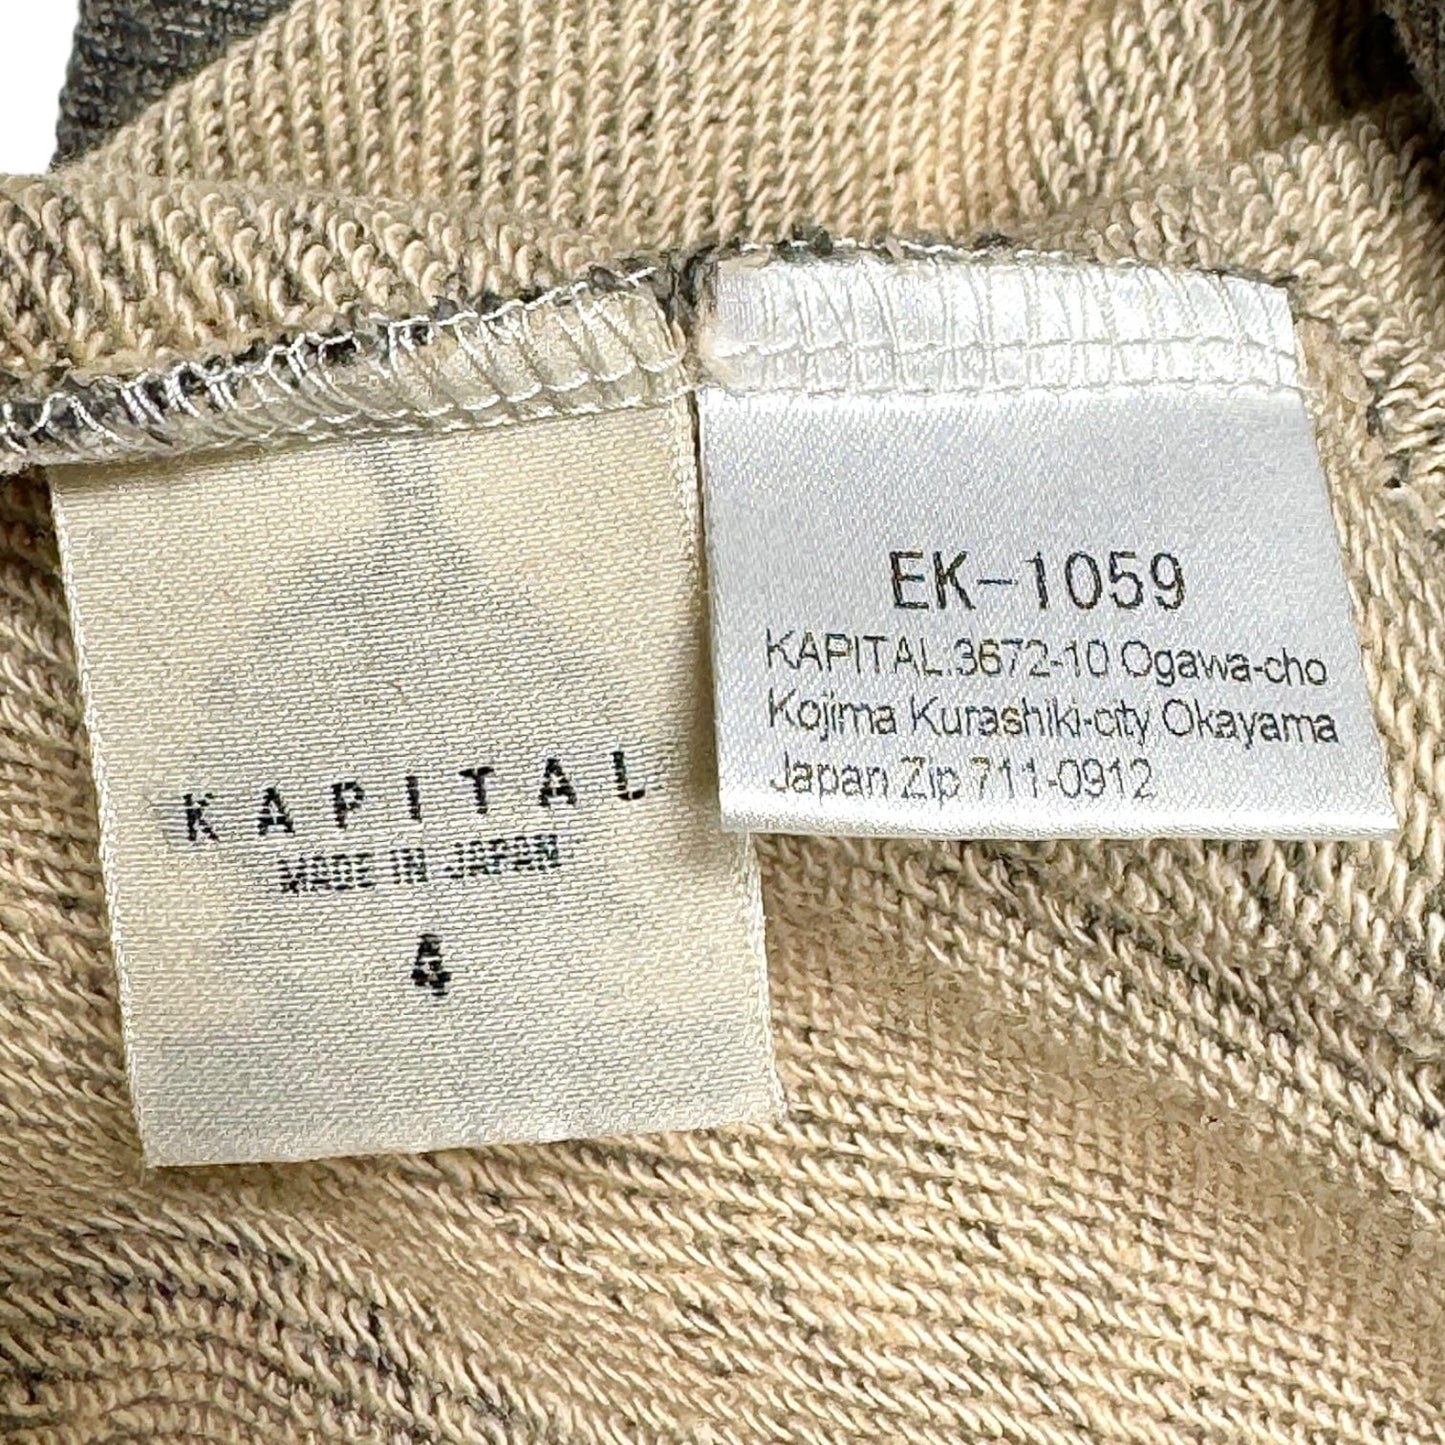 KAPITAL
MADE IN JAPAN
4
EK-1059
KAPITAL:3672-10 Ogawa-cho
Kojima Kurashiki-city Okayama
Japan Zip 711-0912